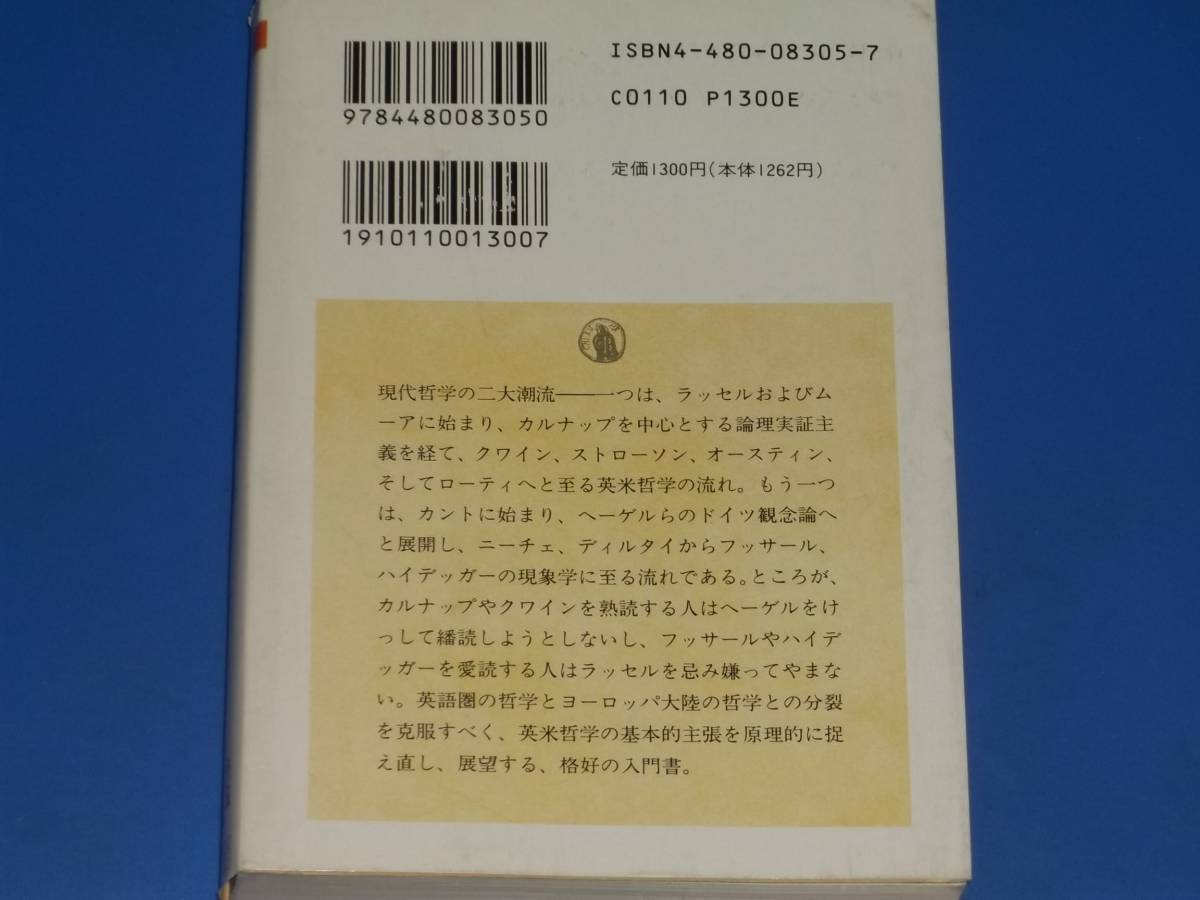 9784480083050
ISBN4-480-08305-7
C0110 P1300E
1910110013007
定価1300円(本体1262円)
現代哲学の二大潮流――一つは、ラッセルおよびム
ーアに始まり、カルナップを中心とする論理実証主
義を経て、クワイン、ストローソン、オースティン、
そしてローティへと至る英米哲学の流れ。もう一つ
は、カントに始まり、ヘーゲルらのドイツ観念論へ
と展開し、ニーチェ、ディルタイからフッサール、
ハイデッガーの現象学に至る流れである。ところが、
カルナップやクワインを熟読する人はヘーゲルをけ
っして繙読しようとしないし、フッサールやハイデ
ッガーを愛読する人はラッセルを忌み嫌ってやまな
い。英語圏の哲学とヨーロッパ大陸の哲学との分裂
を克服すべく、英米哲学の基本的主張を原理的に捉
え直し、展望する、格好の入門書。